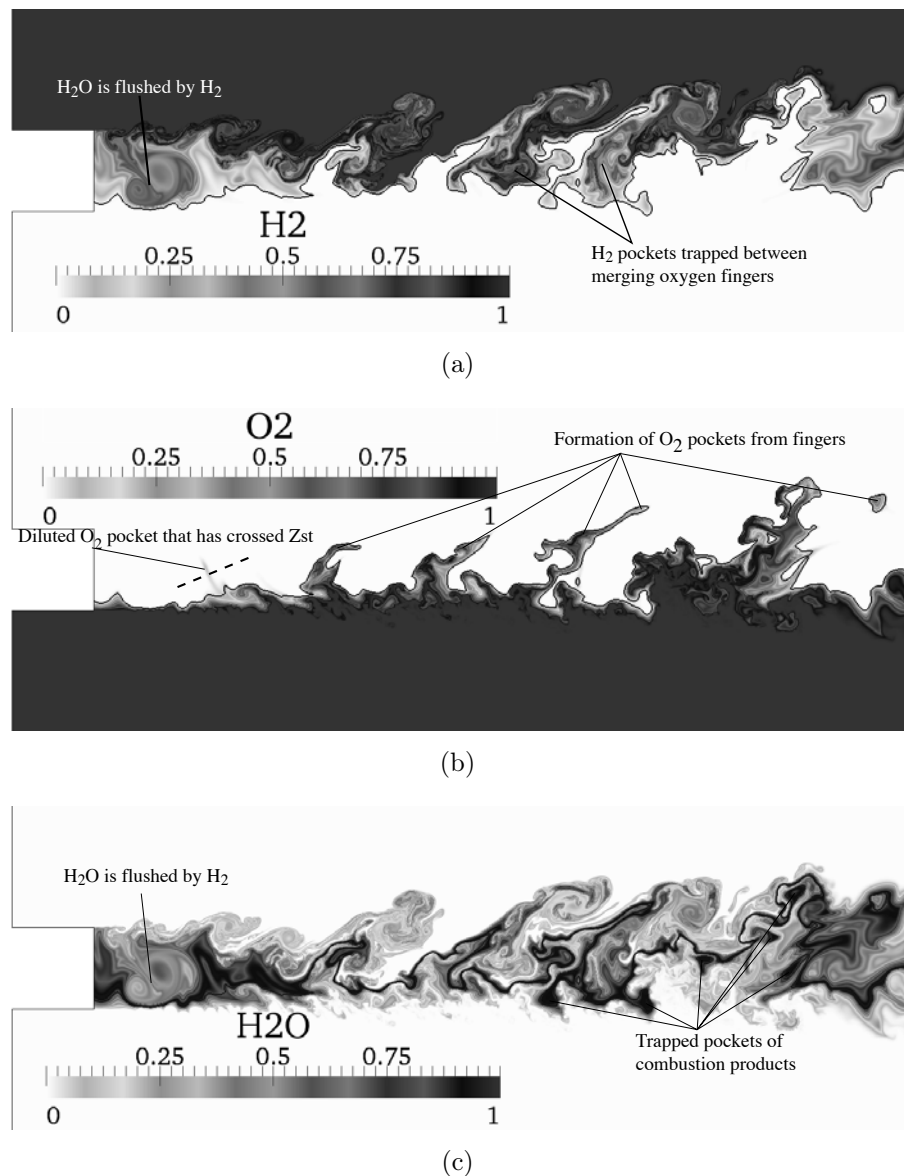 H₂O is flushed by H₂
H2
0.25 0.5 0.75
0 1
H₂ pockets trapped between
merging oxygen fingers
(a)
O2
0.25 0.5 0.75
0 1
Formation of O₂ pockets from fingers
Diluted O₂ pocket that has crossed Zst
(b)
H₂O is flushed by H₂
H2O
0.25 0.5 0.75
0 1
Trapped pockets of
combustion products
(c)